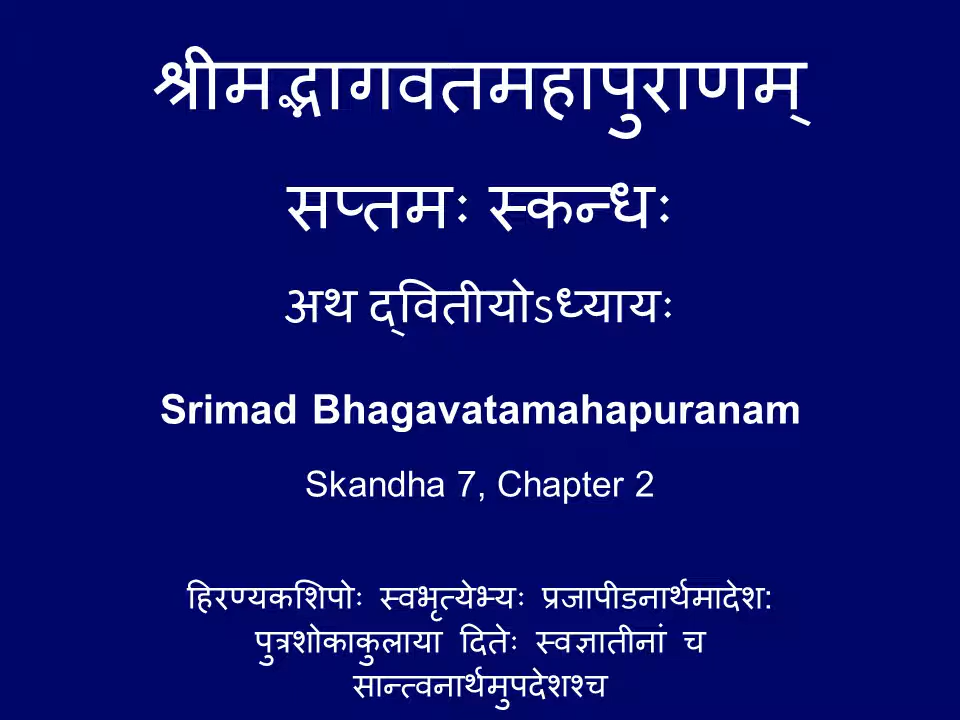 श्रीमद्भागवतमहापुराणम्
सप्तमः स्कन्धः
अथ द्वितीयोऽध्यायः
Srimad Bhagavatamahapuranam
Skandha 7, Chapter 2
हिरण्यकशिपोः स्वभृत्येभ्यः प्रजापीडनार्थमादेश:
पुत्रशोकाकुलाया दितेः स्वज्ञातीनां च
सान्त्वनार्थमुपदेशश्च